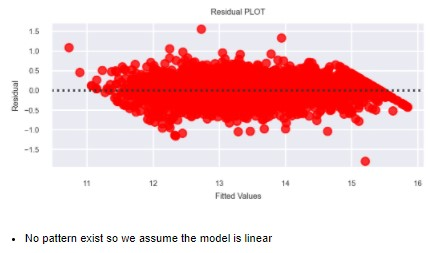 Residual PLOT
1.5
1.0
0.5
0.0
−0.5
−1.0
−1.5
Residual
11 12 13 14 15 16
Fitted Values
• No pattern exist so we assume the model is linear